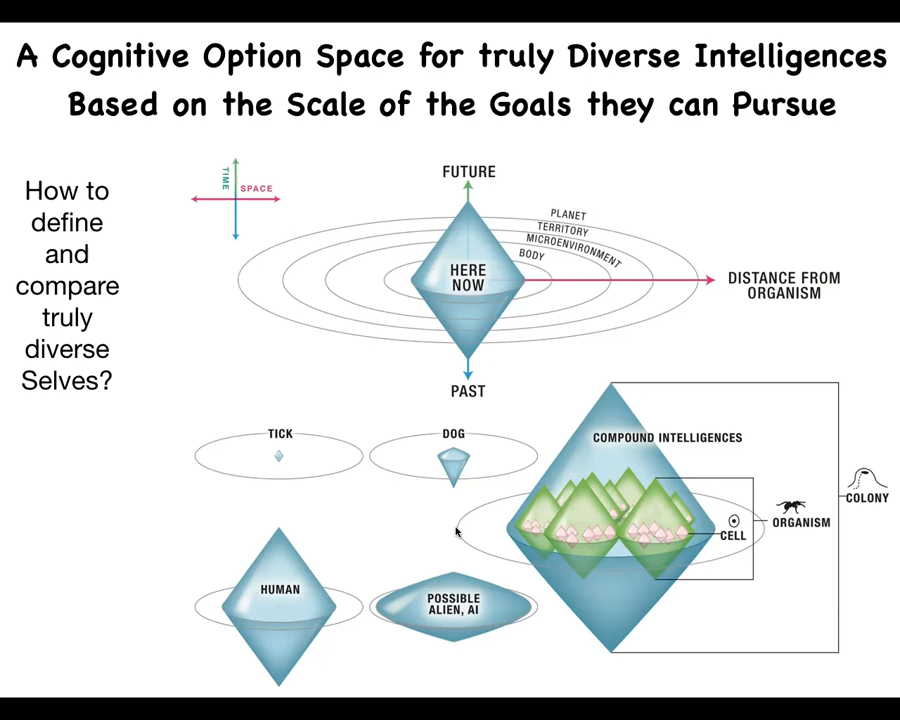 A Cognitive Option Space for truly Diverse Intelligences
Based on the Scale of the Goals they can Pursue
How to
define
and
compare
truly
diverse
Selves?
TIME
SPACE
FUTURE
PLANET
TERRITORY
MICROENVIRONMENT
BODY
HERE
NOW
DISTANCE FROM
ORGANISM
PAST
TICK
DOG
HUMAN
POSSIBLE
ALIEN, AI
COMPOUND INTELLIGENCES
CELL
ORGANISM
COLONY